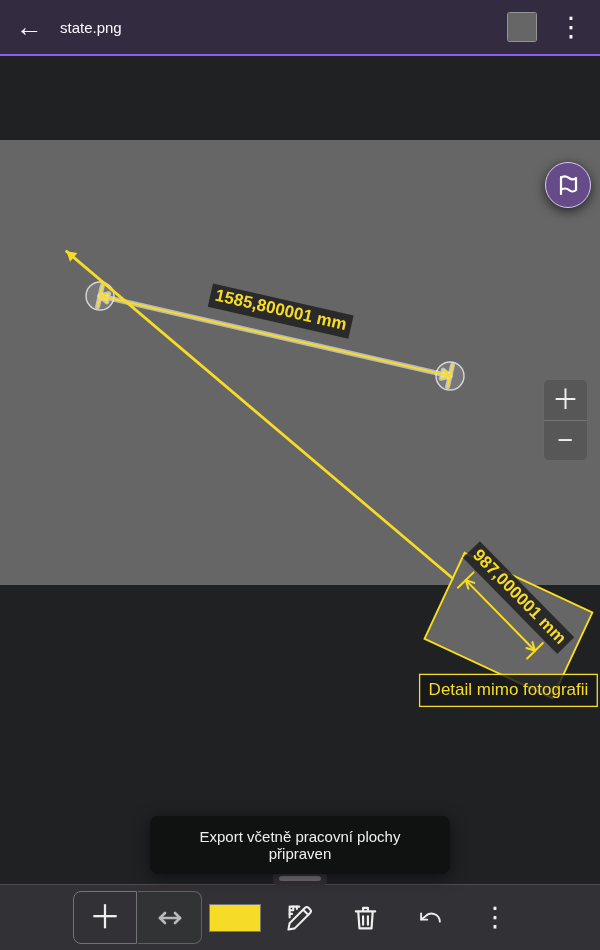 state.png
1585,800001 mm
987,000001 mm
Detail mimo fotografii
Export včetně pracovní plochy
připraven